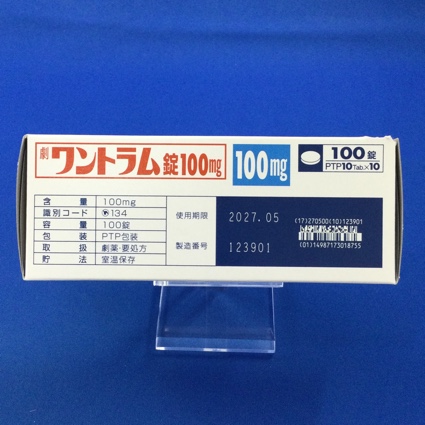 劇 ワントラム錠100mg
100mg
100錠
PTP10Tab.×10
含量 100mg
識別コード 134
容量 100錠
包装 PTP包装
取扱 劇薬・要処方
貯法 室温保存
使用期限 2027.05
製造番号 123901
(17)270500(10)123901
(01)14987173018755